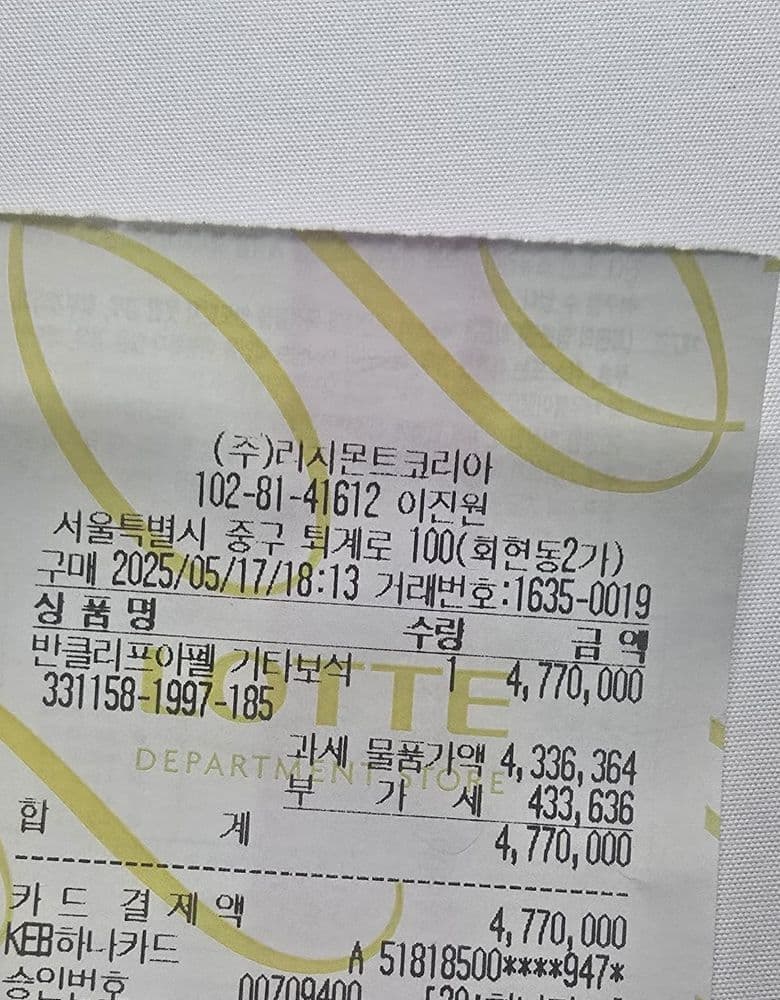 (주)리시몬트코리아
102-81-41612 이진원
서울특별시 중구 퇴계로 100(회현동2가)
구매 2025/05/17/18:13 거래번호:1635-0019
상 품 명 수량 금 액
반클리프아펠 기타보석 1 4,770,000
331158-1997-185
LOTTE
DEPARTMENT STORE
과세 물품가액 4,336,364
부 가 세 433,636
합 계 4,770,000
카 드 결 제 액 4,770,000
KEB하나카드 A 51818500****947*
승인번호 00709400